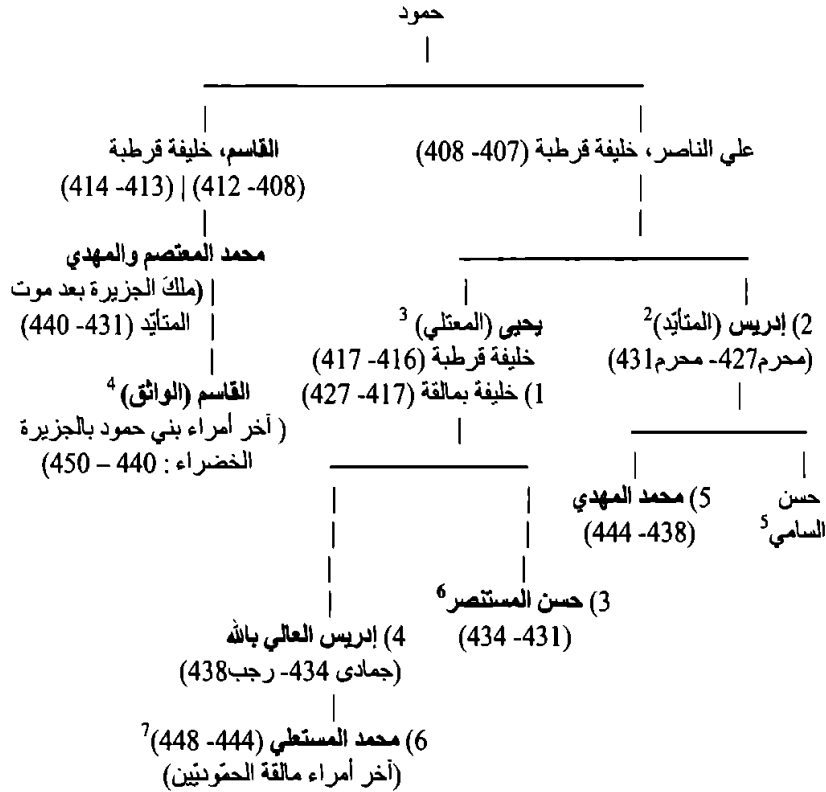 حمود
علي الناصر، خليفة قرطبة (407- 408)
القاسم، خليفة قرطبة
(408- 412) | (413- 414)
محمد المعتصم والمهدي
(ملكَ الجزيرة بعد موت
المتأيّد (431- 440)
القاسم (الواثق) 4
( آخر أمراء بني حمود بالجزيرة
الخضراء : 440 – 450)
2) إدريس (المتأيّد)2
(محرم427- محرم431)
يحيى (المعتلي) 3
خليفة قرطبة (416- 417)
1) خليفة بمالقة (417- 427)
حسن
السامي5
5) محمد المهدي
(438- 444)
3) حسن المستنصر6
(431- 434)
4) إدريس العالي بالله
(جمادى 434- رجب438)
6) محمد المستعلي (444- 448)7
(آخر أمراء مالقة الحمّوديّين)